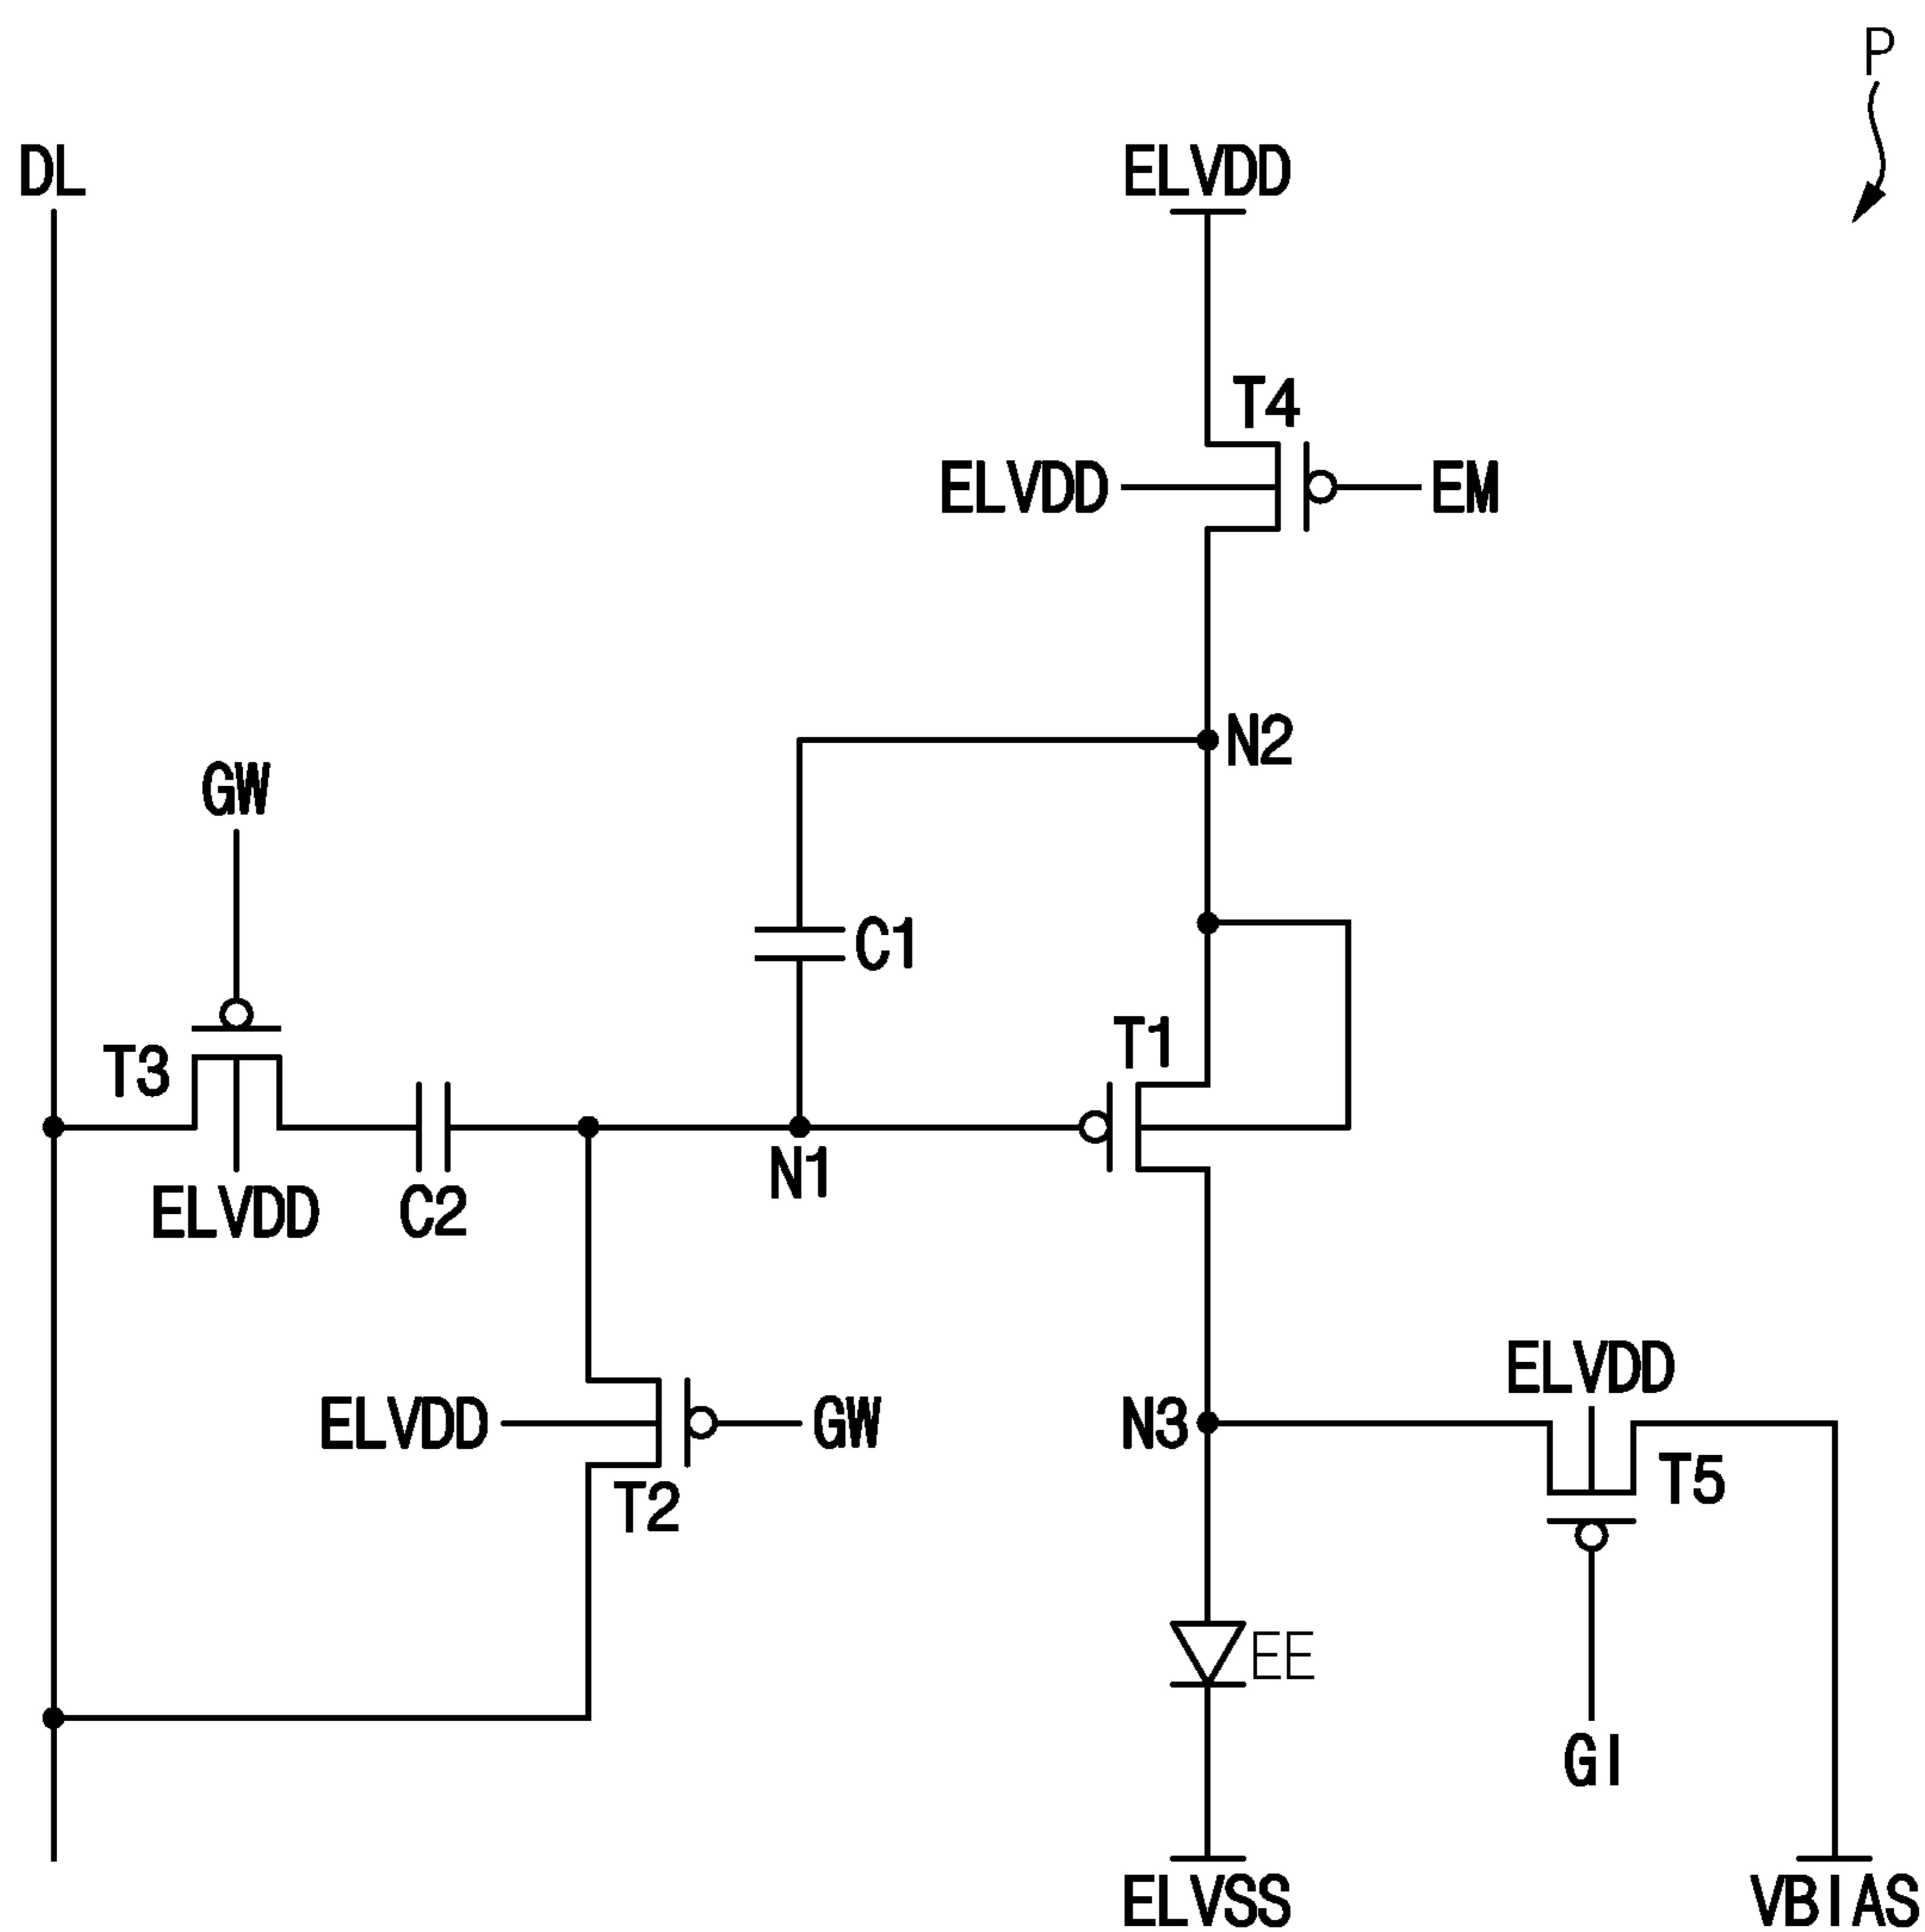 P
DL
ELVDD
T4
ELVDD
EM
N2
GW
C1
T1
T3
N1
ELVDD
C2
ELVDD
ELVDD
GW
N3
T5
T2
EE
GI
ELVSS
VBIAS